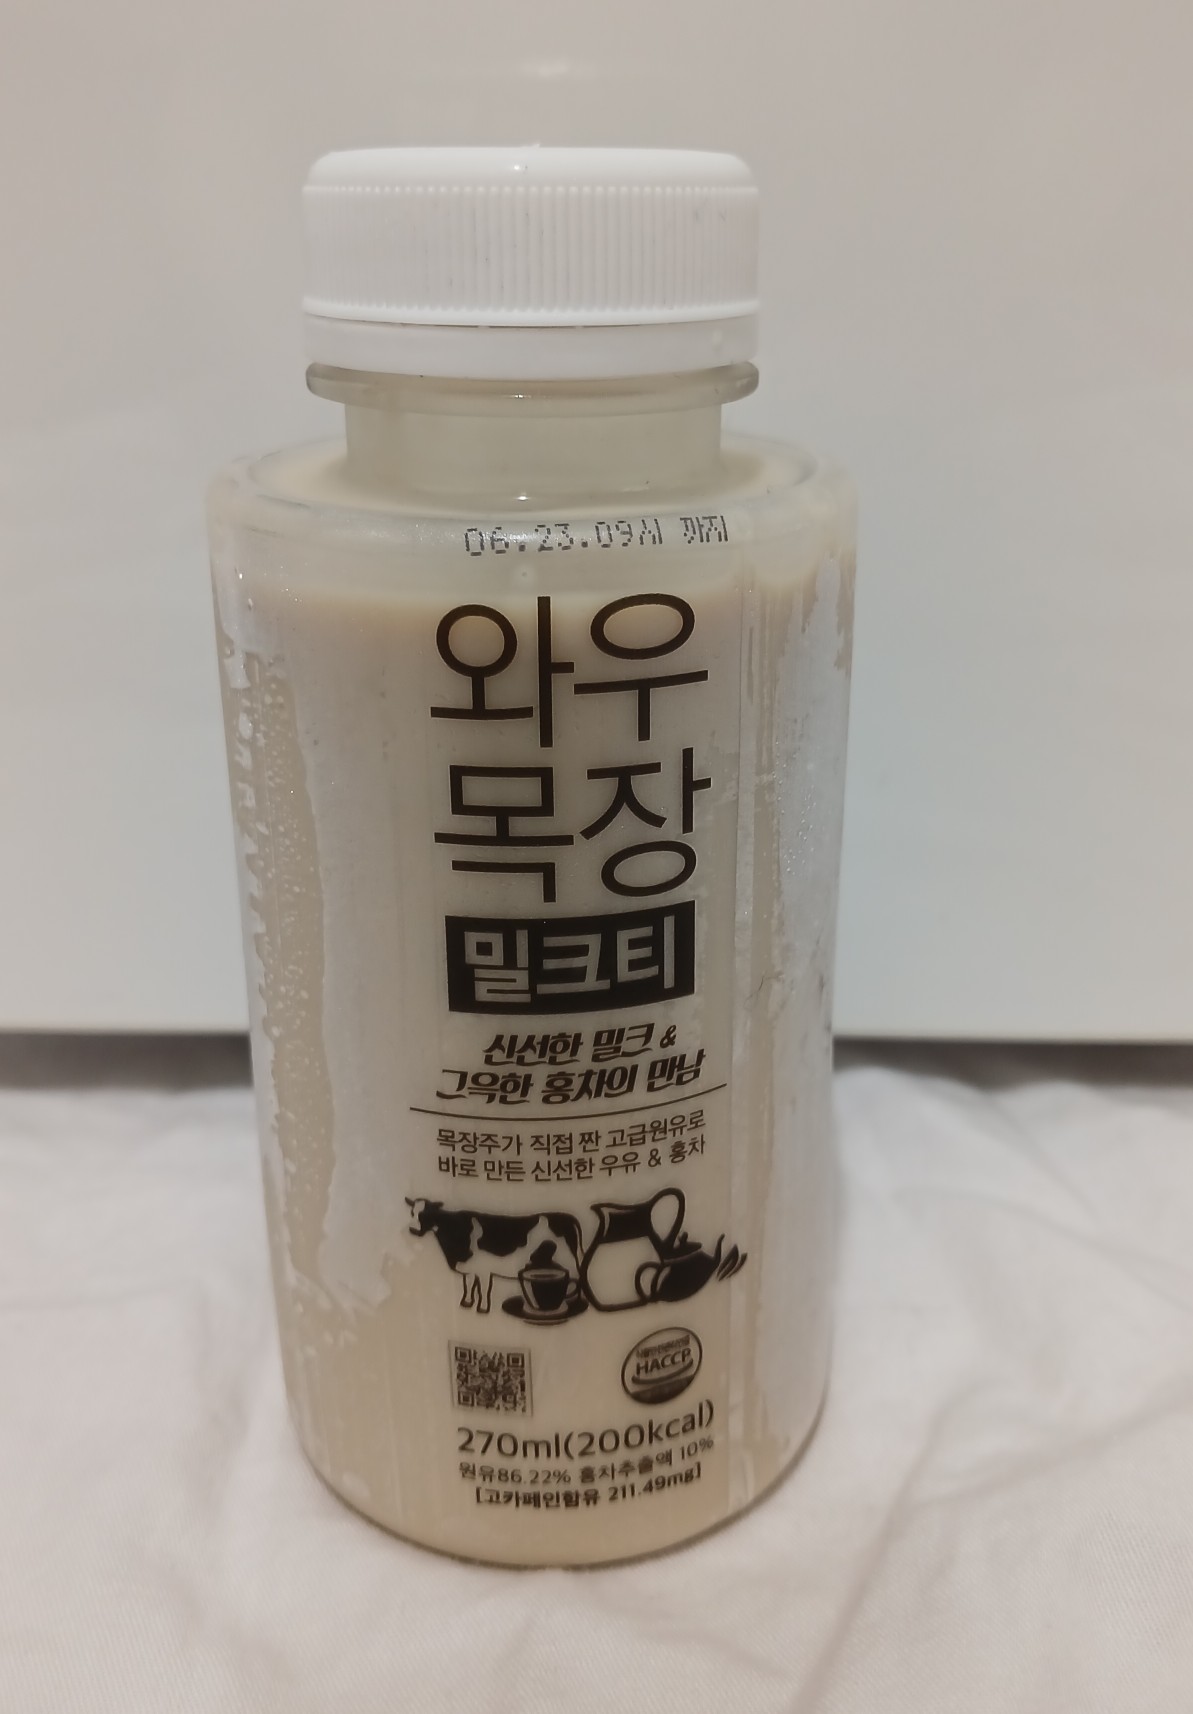 06.23.09시 까지
와우
목장
밀크티
신선한 밀크 &
그윽한 홍차의 만남
목장주가 직접 짠 고급원유로
바로 만든 신선한 우유 & 홍차
HACCP
270ml(200kcal)
원유86.22% 홍차추출액 10%
[고카페인함유 211.49mg]